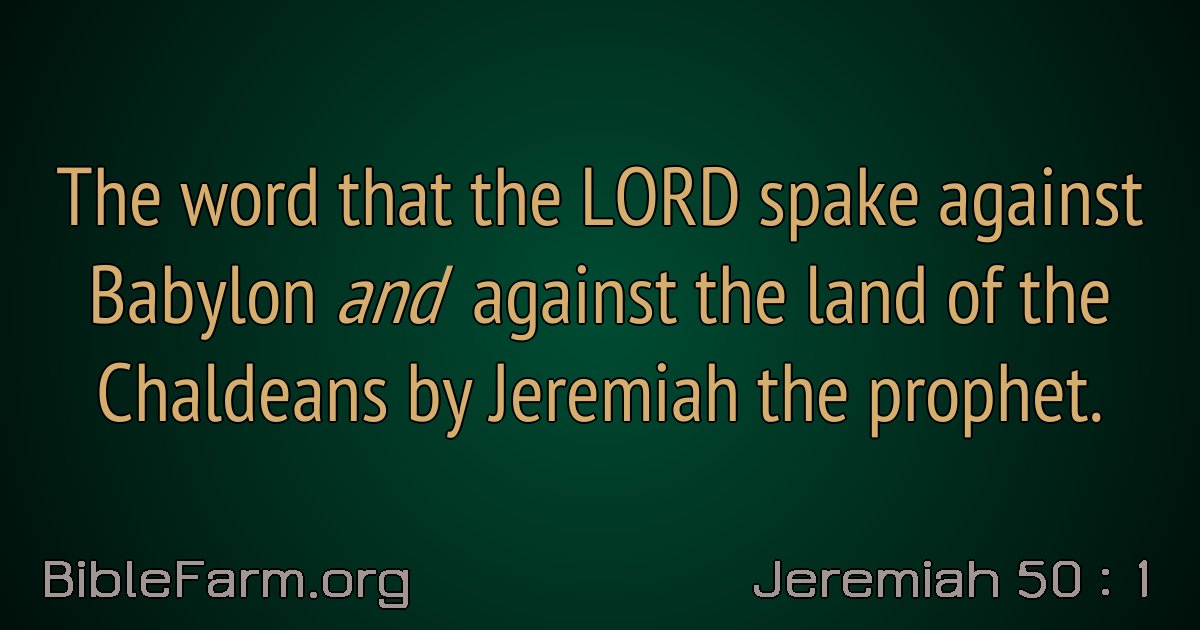 The word that the LORD spake against
Babylon and against the land of the
Chaldeans by Jeremiah the prophet.
BibleFarm.org
Jeremiah 50 : 1